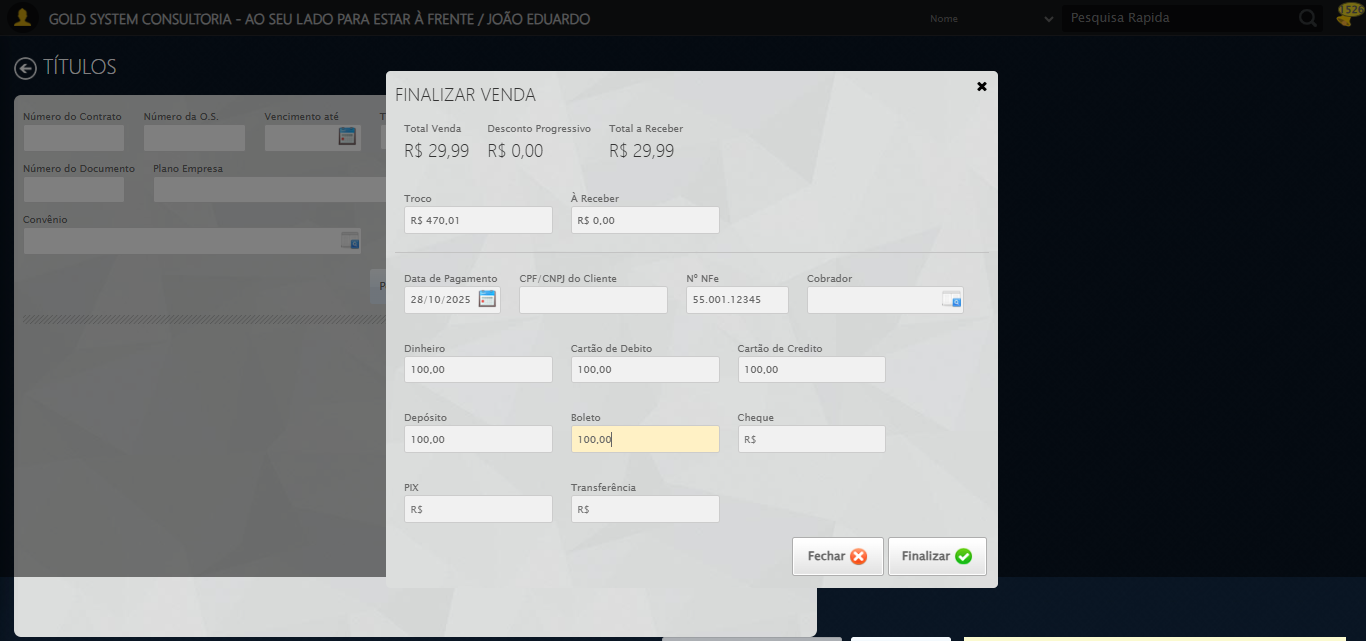 GOLD SYSTEM CONSULTORIA - AO SEU LADO PARA ESTAR À FRENTE / JOÃO EDUARDO
Nome
Pesquisa Rapida
1526
TÍTULOS
Número do Contrato Número da O.S. Vencimento até T
Número do Documento Plano Empresa
Convênio
P
FINALIZAR VENDA
Total Venda Desconto Progressivo Total a Receber
R$ 29,99 R$ 0,00 R$ 29,99
Troco À Receber
R$ 470,01 R$ 0,00
Data de Pagamento CPF/CNPJ do Cliente Nº NFe Cobrador
28/10/2025 55.001.12345
Dinheiro Cartão de Debito Cartão de Credito
100,00 100,00 100,00
Depósito Boleto Cheque
100,00 100,00 R$
PIX Transferência
R$ R$
Fechar Finalizar